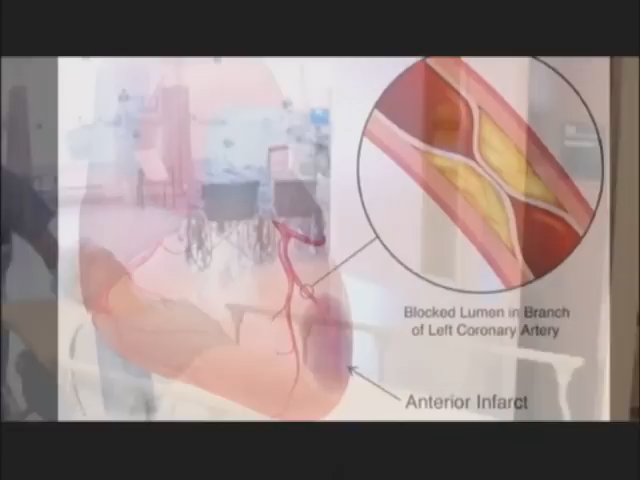 Blocked Lumen in Branch
of Left Coronary Artery
Anterior Infarct